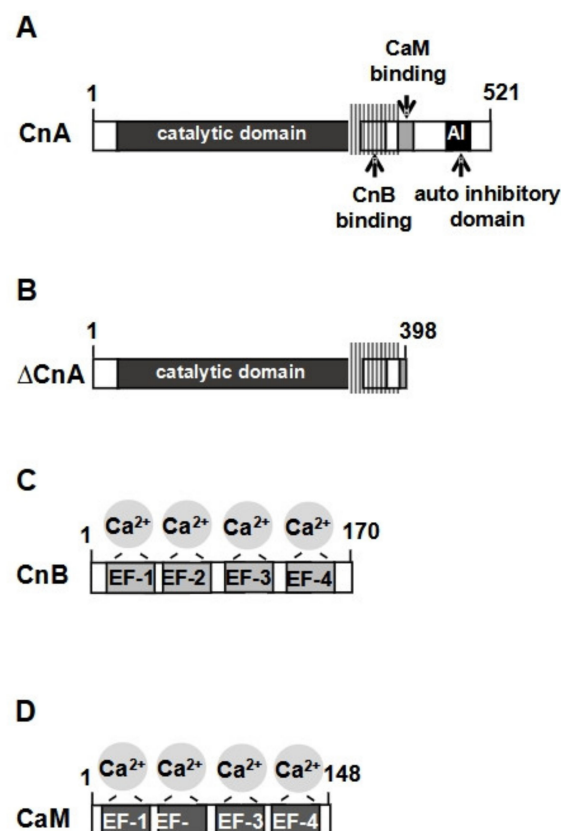 A
CaM
binding
1
521
CnA
catalytic domain
AI
CnB
binding
auto inhibitory
domain
B
1
398
ΔCnA
catalytic domain
C
Ca2+ Ca2+ Ca2+ Ca2+
1
170
CnB
EF-1 EF-2 EF-3 EF-4
D
Ca2+ Ca2+ Ca2+ Ca2+
1
148
CaM
EF-1 EF- EF-3 EF-4